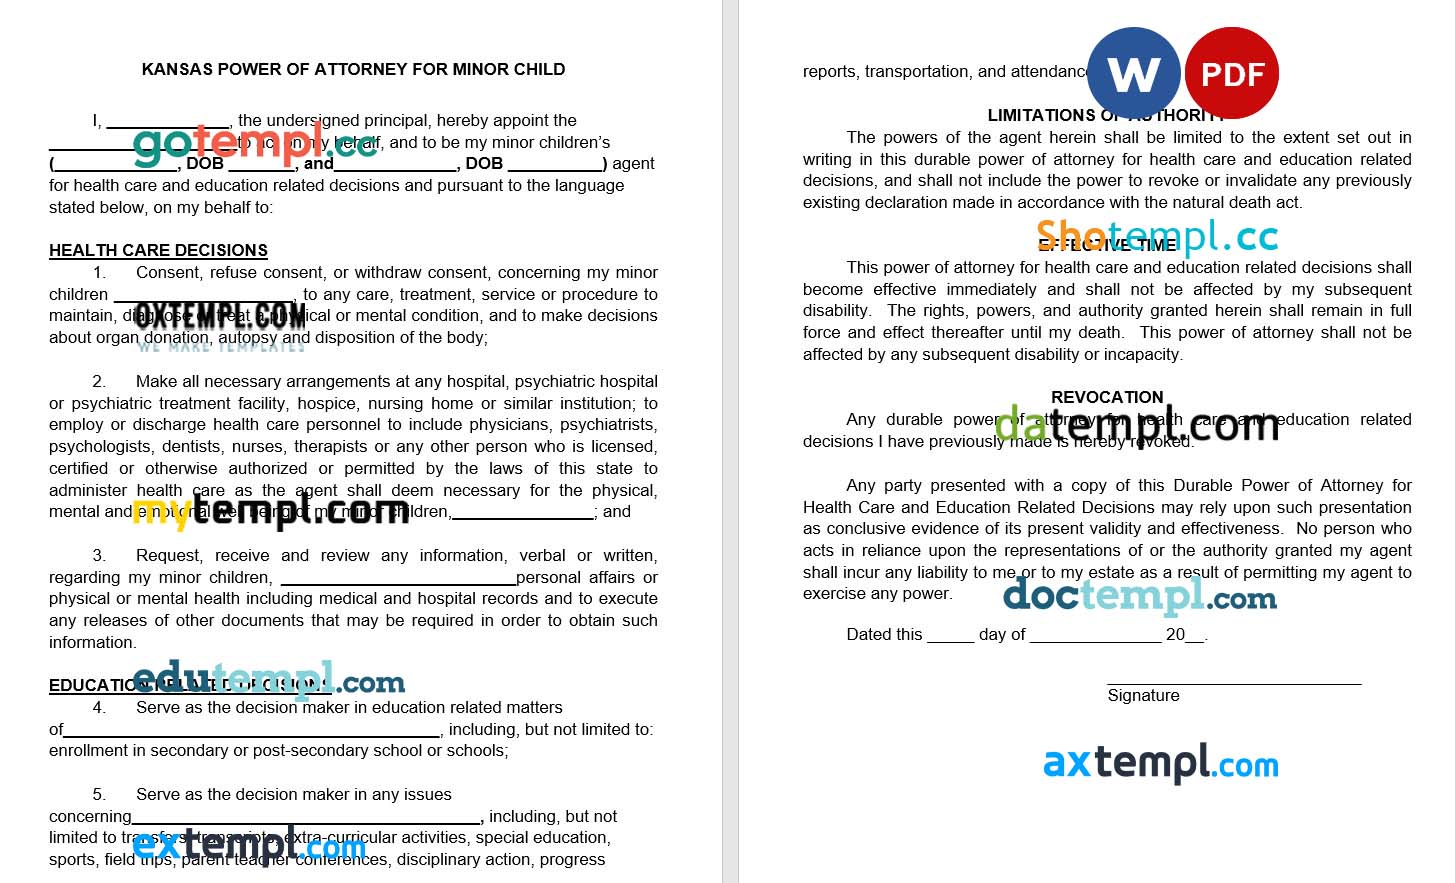 KANSAS POWER OF ATTORNEY FOR MINOR CHILD
I, _____________, the undersigned principal, hereby appoint the
____________________to act on my behalf, and to be my minor children's
gotempl.cc
(_____________, DOB _______, and_____________, DOB __________) agent
for health care and education related decisions and pursuant to the language
stated below, on my behalf to:
HEALTH CARE DECISIONS
1. Consent, refuse consent, or withdraw consent, concerning my minor
children ___________________, to any care, treatment, service or procedure to
maintain, diagnose or treat a physical or mental condition, and to make decisions
OXTEMPL.COM
about organ donation, autopsy and disposition of the body;
WE MAKE TEMPLATES
2. Make all necessary arrangements at any hospital, psychiatric hospital
or psychiatric treatment facility, hospice, nursing home or similar institution; to
employ or discharge health care personnel to include physicians, psychiatrists,
psychologists, dentists, nurses, therapists or any other person who is licensed,
certified or otherwise authorized or permitted by the laws of this state to
administer health care as the agent shall deem necessary for the physical,
mental and emotional well being of my minor children,_______________; and
mytempl.com
3. Request, receive and review any information, verbal or written,
regarding my minor children, _________________________personal affairs or
physical or mental health including medical and hospital records and to execute
any releases of other documents that may be required in order to obtain such
information.
EDUCATION RELATED DECISIONS
edutempl.com
4. Serve as the decision maker in education related matters
of________________________________________, including, but not limited to:
enrollment in secondary or post-secondary school or schools;
5. Serve as the decision maker in any issues
concerning_____________________________________, including, but not
limited to transfers, transcripts, extra-curricular activities, special education,
extempl.com
sports, field trips, parent teacher conferences, disciplinary action, progress
reports, transportation, and attendance
W PDF
LIMITATIONS OF AUTHORITY
The powers of the agent herein shall be limited to the extent set out in
writing in this durable power of attorney for health care and education related
decisions, and shall not include the power to revoke or invalidate any previously
existing declaration made in accordance with the natural death act.
Shotempl.cc
EFFECTIVE TIME
This power of attorney for health care and education related decisions shall
become effective immediately and shall not be affected by my subsequent
disability. The rights, powers, and authority granted herein shall remain in full
force and effect thereafter until my death. This power of attorney shall not be
affected by any subsequent disability or incapacity.
REVOCATION
Any durable power of attorney for health care and education related
datempl.com
decisions I have previously made is hereby revoked.
Any party presented with a copy of this Durable Power of Attorney for
Health Care and Education Related Decisions may rely upon such presentation
as conclusive evidence of its present validity and effectiveness. No person who
acts in reliance upon the representations of or the authority granted my agent
shall incur any liability to me or to my estate as a result of permitting my agent to
exercise any power.
doctempl.com
Dated this _____ day of ______________ 20__.
Signature
axtempl.com